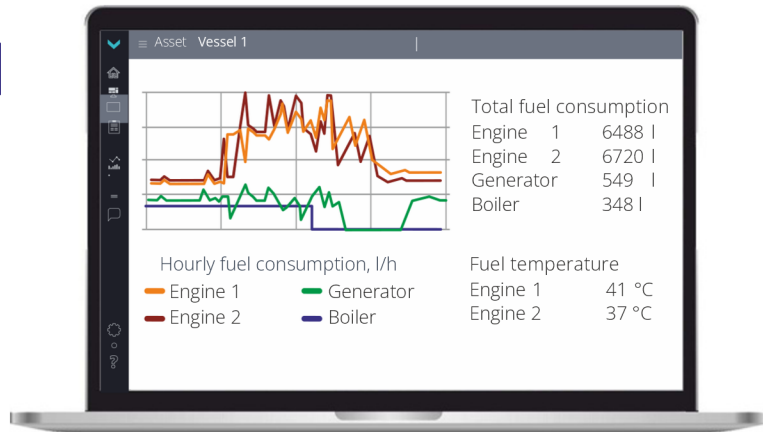 Asset Vessel 1
Total fuel consumption
Engine 1 6488 l
Engine 2 6720 l
Generator 549 l
Boiler 348 l
Hourly fuel consumption, l/h
Engine 1 Generator
Engine 2 Boiler
Fuel temperature
Engine 1 41 °C
Engine 2 37 °C